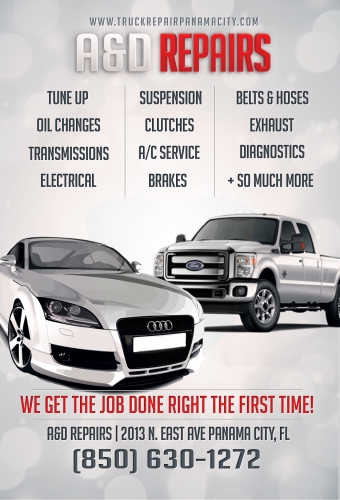 WWW.TRUCKREPAIRPANAMACITY.COM
A&D REPAIRS
TUNE UP
OIL CHANGES
TRANSMISSIONS
ELECTRICAL
SUSPENSION
CLUTCHES
A/C SERVICE
BRAKES
BELTS & HOSES
EXHAUST
DIAGNOSTICS
+ SO MUCH MORE
Ford
WE GET THE JOB DONE RIGHT THE FIRST TIME!
A&D REPAIRS | 2013 N. EAST AVE PANAMA CITY, FL
(850) 630-1272